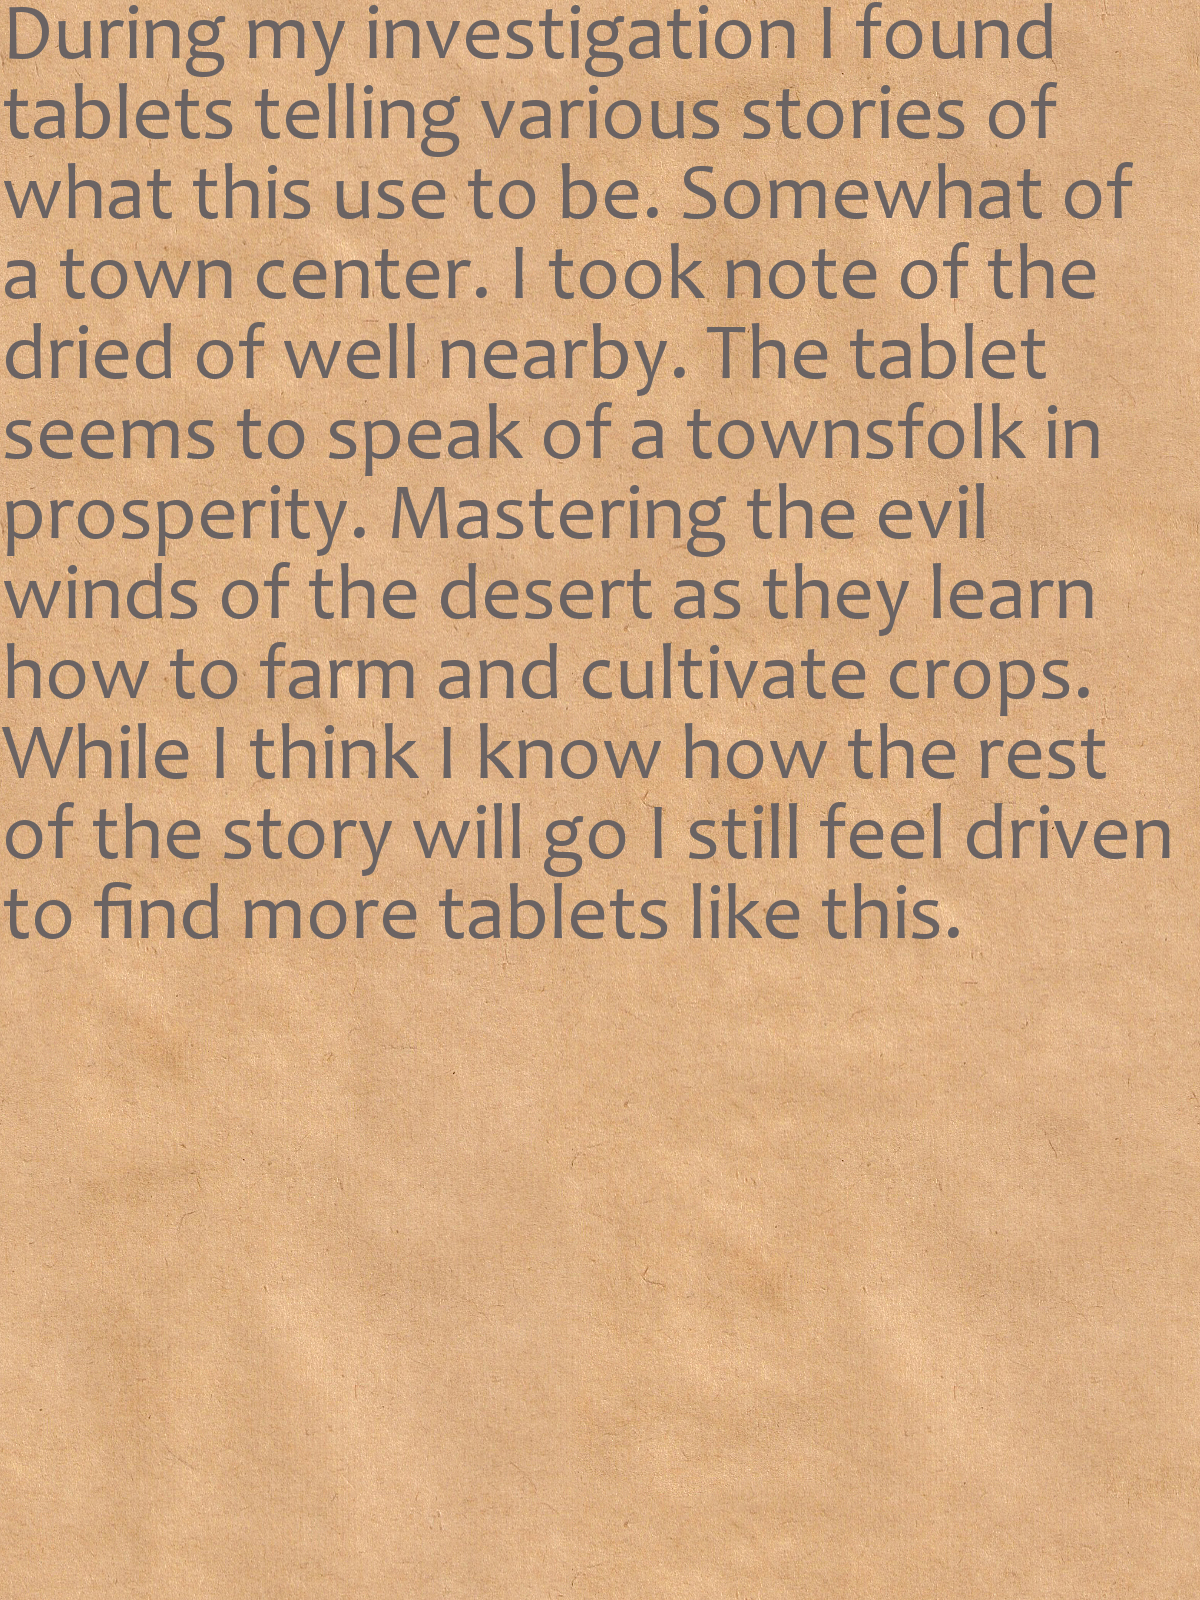 During my investigation I found
tablets telling various stories of
what this use to be. Somewhat of
a town center. I took note of the
dried of well nearby. The tablet
seems to speak of a townsfolk in
prosperity. Mastering the evil
winds of the desert as they learn
how to farm and cultivate crops.
While I think I know how the rest
of the story will go I still feel driven
to find more tablets like this.